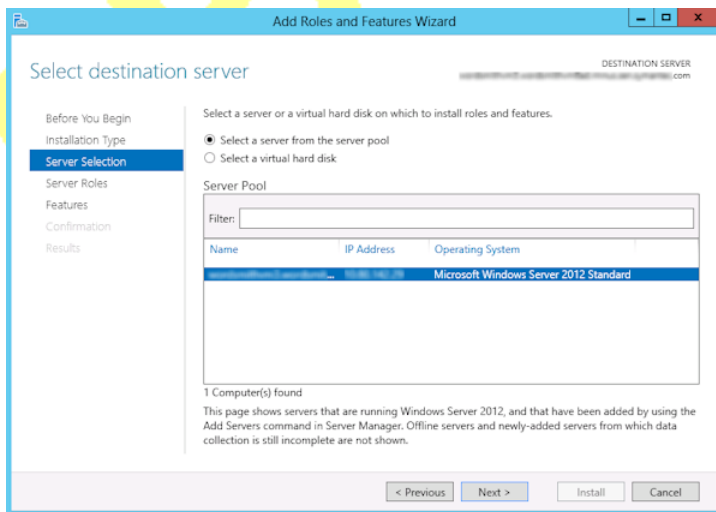 Add Roles and Features Wizard
Select destination server
DESTINATION SERVER
.com
Before You Begin
Installation Type
Server Selection
Server Roles
Features
Confirmation
Results
Select a server or a virtual hard disk on which to install roles and features.
Select a server from the server pool
Select a virtual hard disk
Server Pool
Filter:
Name IP Address Operating System
... Microsoft Windows Server 2012 Standard
1 Computer(s) found
This page shows servers that are running Windows Server 2012, and that have been added by using the
Add Servers command in Server Manager. Offline servers and newly-added servers from which data
collection is still incomplete are not shown.
< Previous Next > Install Cancel